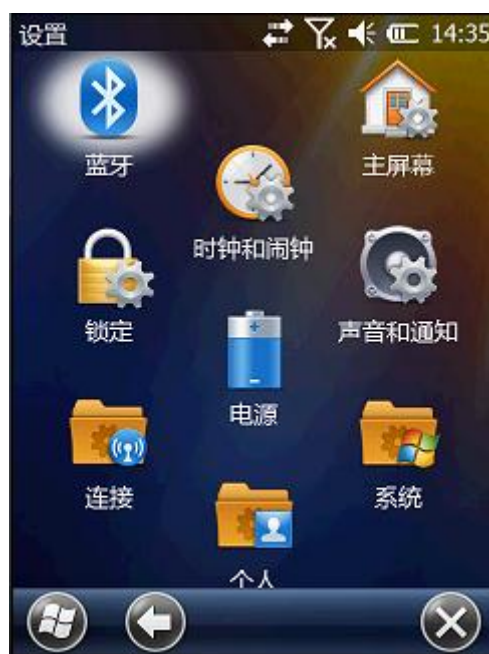 设置 14:35
蓝牙
主屏幕
时钟和闹钟
锁定
声音和通知
电源
连接
系统
个人